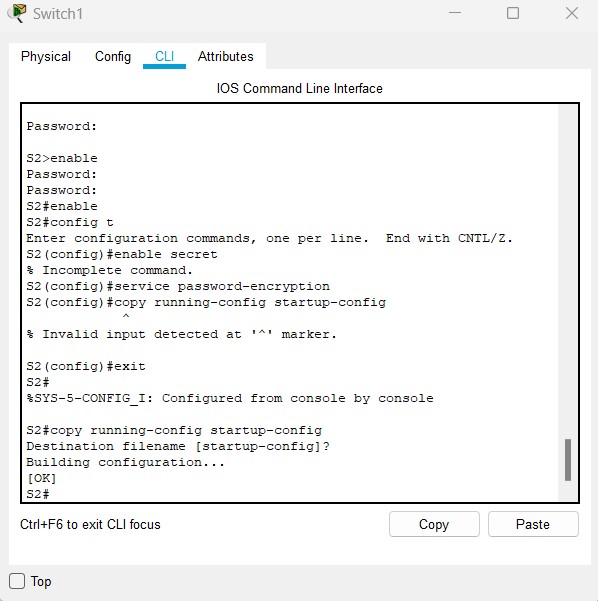 Switch1
Physical Config CLI Attributes
IOS Command Line Interface
Password:
S2>enable
Password:
Password:
S2#enable
S2#config t
Enter configuration commands, one per line.  End with CNTL/Z.
S2(config)#enable secret
% Incomplete command.
S2(config)#service password-encryption
S2(config)#copy running-config startup-config
^
% Invalid input detected at '^' marker.
S2(config)#exit
S2#
%SYS-5-CONFIG_I: Configured from console by console
S2#copy running-config startup-config
Destination filename [startup-config]?
Building configuration...
[OK]
S2#
Ctrl+F6 to exit CLI focus Copy Paste
Top